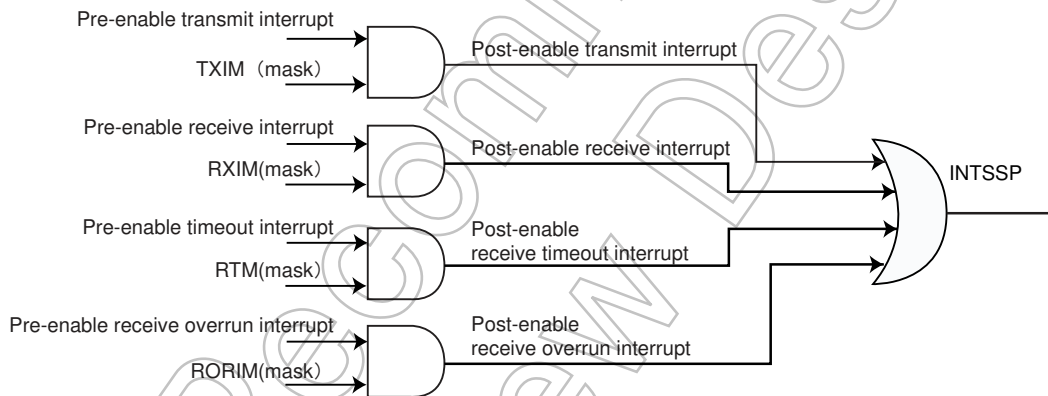 Pre-enable transmit interrupt
TXIM （mask）
Post-enable transmit interrupt
Pre-enable receive interrupt
RXIM(mask)
Post-enable receive interrupt
INTSSP
Pre-enable timeout interrupt
RTM(mask)
Post-enable
receive timeout interrupt
Pre-enable receive overrun interrupt
RORIM(mask)
Post-enable
receive overrun interrupt